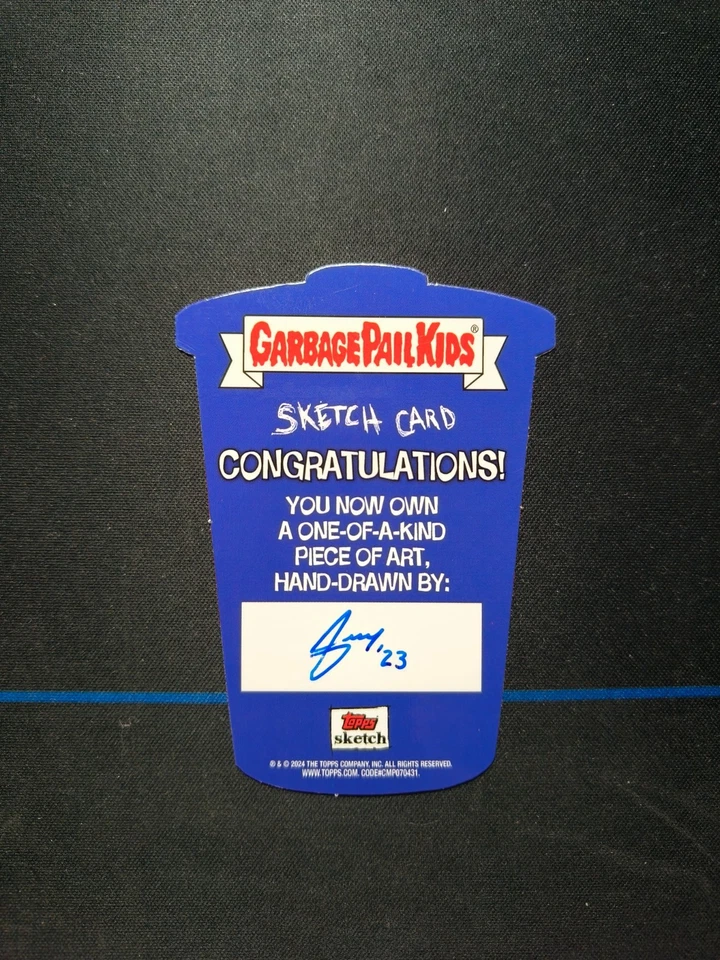 GARBAGE PAIL KIDS®
SKETCH CARD
CONGRATULATIONS!
YOU NOW OWN
A ONE-OF-A-KIND
PIECE OF ART,
HAND-DRAWN BY:
'23
topps
sketch
® & © 2024 THE TOPPS COMPANY, INC. ALL RIGHTS RESERVED.
WWW.TOPPS.COM. CODE#CMP070431.